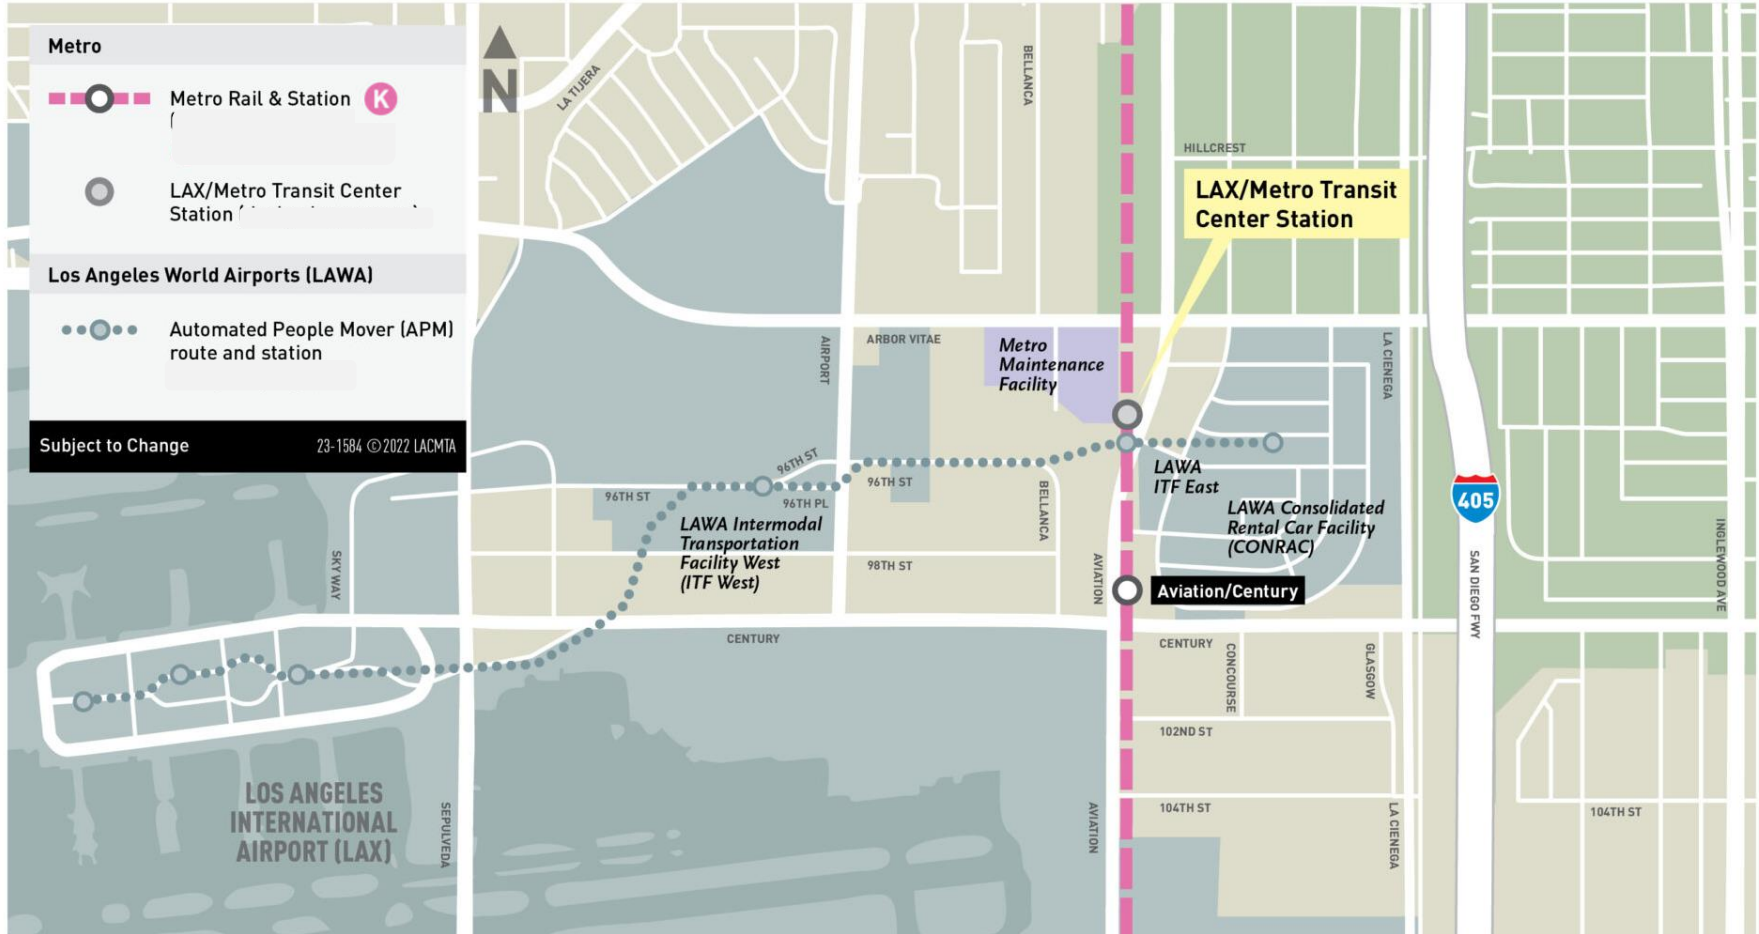 Metro
Metro Rail & Station K
LAX/Metro Transit Center
Station
Los Angeles World Airports (LAWA)
Automated People Mover (APM)
route and station
Subject to Change
23-1584 ©2022 LACMTA
N
LA TIJERA
BELLANCA
HILLCREST
LAX/Metro Transit
Center Station
ARBOR VITAE
AIRPORT
Metro
Maintenance
Facility
LA CIENEGA
96TH ST
96TH ST
96TH PL
96TH ST
LAWA Intermodal
Transportation
Facility West
(ITF West)
BELLANCA
LAWA
ITF East
LAWA Consolidated
Rental Car Facility
(CONRAC)
405
SKY WAY
98TH ST
AVIATION
Aviation/Century
SAN DIEGO FWY
INGLEWOOD AVE
CENTURY
CENTURY
CONCOURSE
GLASGOW
102ND ST
LOS ANGELES
INTERNATIONAL
AIRPORT (LAX)
SEPULVEDA
AVIATION
104TH ST
LA CIENEGA
104TH ST